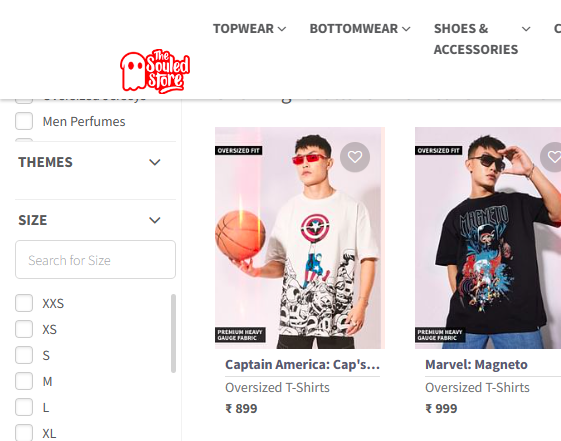 TOPWEAR
BOTTOMWEAR
SHOES &
ACCESSORIES
The
Souled
Store
Men Perfumes
THEMES
SIZE
Search for Size
XXS
XS
S
M
L
XL
OVERSIZED FIT
PREMIUM HEAVY
GAUGE FABRIC
Captain America: Cap's...
Oversized T-Shirts
₹ 899
OVERSIZED FIT
MAGNETO
PREMIUM HEAVY
GAUGE FABRIC
Marvel: Magneto
Oversized T-Shirts
₹ 999